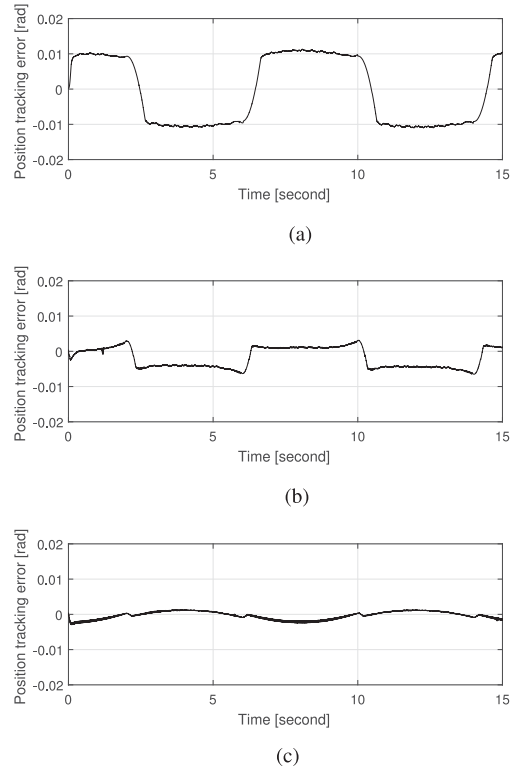 0.02
0.01
0
-0.01
-0.02
Position tracking error [rad]
0 5 10 15
Time [second]
(a)
0.02
0.01
0
-0.01
-0.02
Position tracking error [rad]
0 5 10 15
Time [second]
(b)
0.02
0.01
0
-0.01
-0.02
Position tracking error [rad]
0 5 10 15
Time [second]
(c)